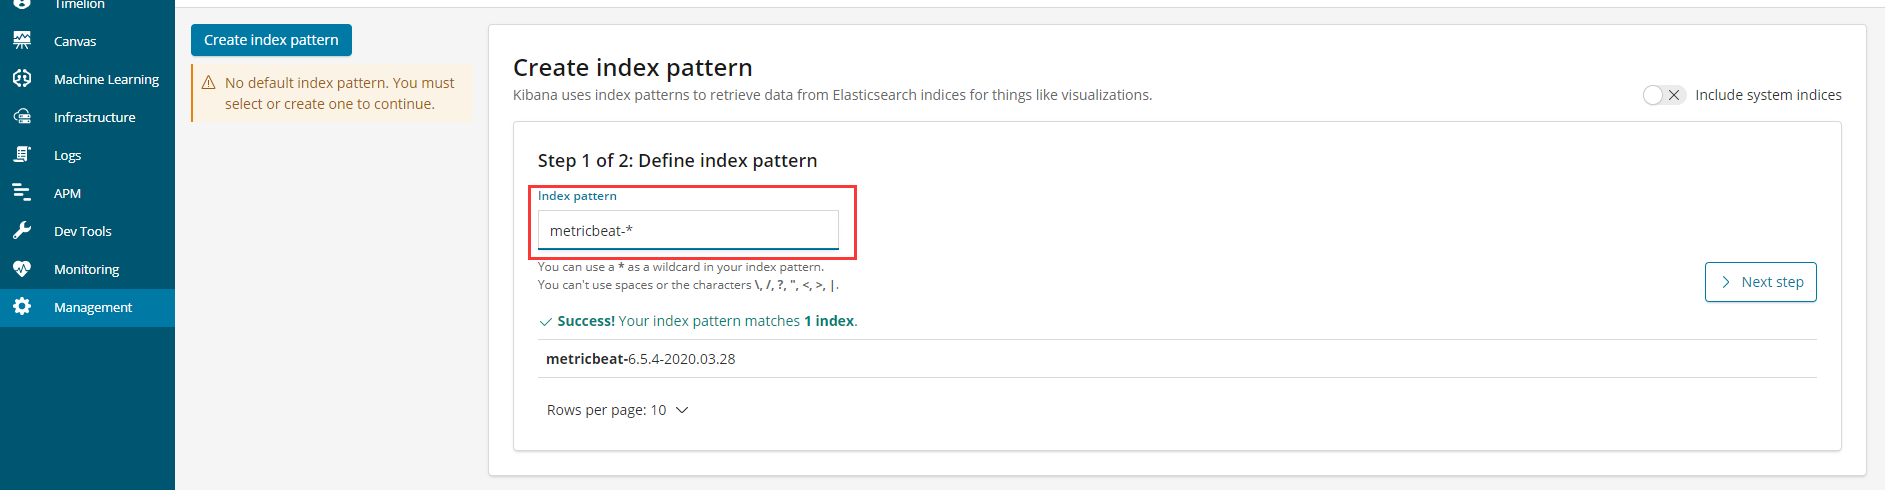 Timelion
Canvas
Machine Learning
Infrastructure
Logs
APM
Dev Tools
Monitoring
Management
Create index pattern
No default index pattern. You must
select or create one to continue.
Create index pattern
Kibana uses index patterns to retrieve data from Elasticsearch indices for things like visualizations.
Include system indices
Step 1 of 2: Define index pattern
Index pattern
metricbeat-*
You can use a * as a wildcard in your index pattern.
You can't use spaces or the characters \, /, ?, ", <, >, |.
Next step
Success! Your index pattern matches 1 index.
metricbeat-6.5.4-2020.03.28
Rows per page: 10